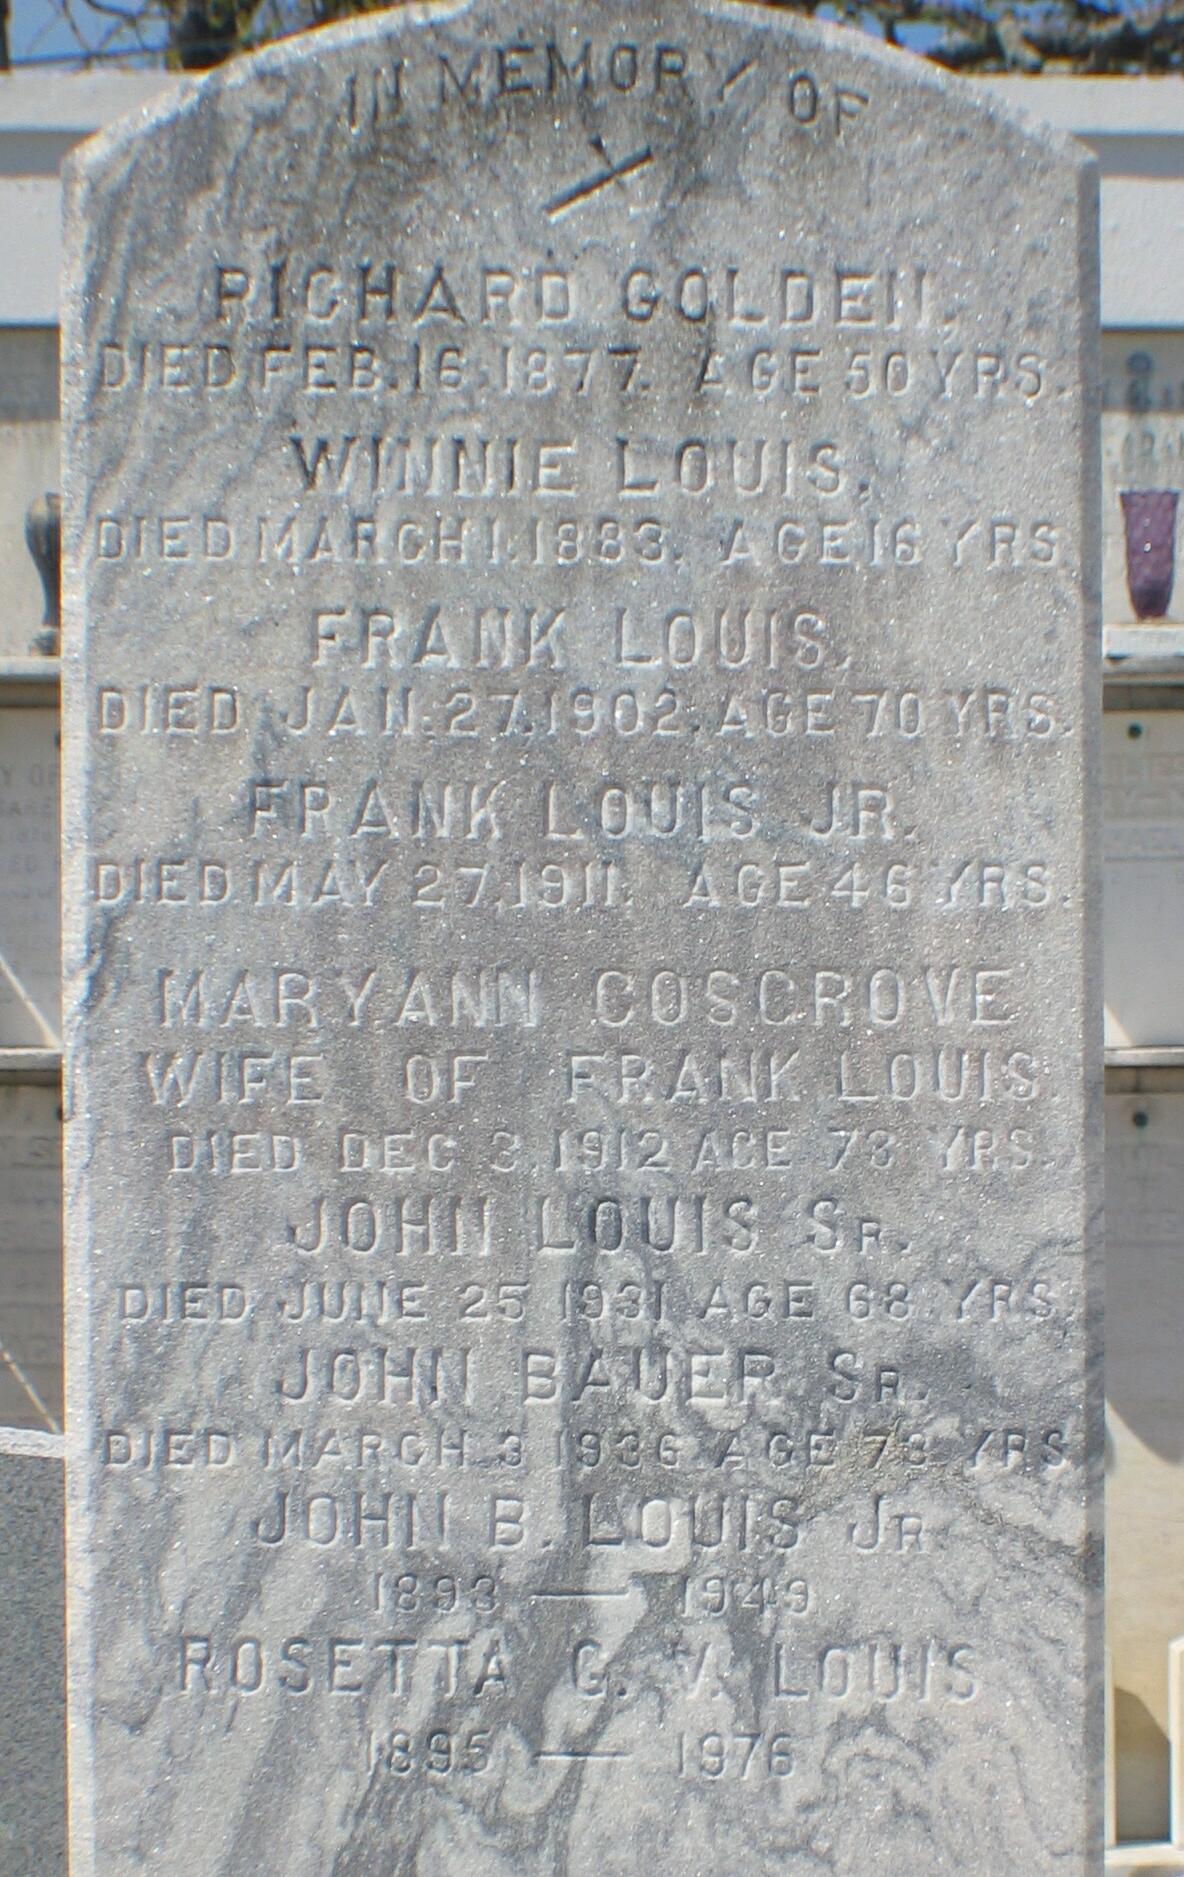 IN MEMORY OF
RICHARD GOLDEN,
DIED FEB. 16, 1877. AGE 50 YRS.
WINNIE LOUIS,
DIED MARCH 1, 1883. AGE 16 YRS
FRANK LOUIS,
DIED JAN. 27, 1902. AGE 70 YRS.
FRANK LOUIS JR.
DIED MAY 27, 1911. AGE 46 YRS.
MARYANN COSGROVE
WIFE OF FRANK LOUIS.
DIED DEC 3, 1912 AGE 73 YRS.
JOHN LOUIS SR.
DIED JUNE 25 1931 AGE 68 YRS.
JOHN BAUER SR.
DIED MARCH 3 1936 AGE 73 YRS
JOHN B. LOUIS JR
1893 — 1949
ROSETTA G. V. LOUIS
1895 — 1976